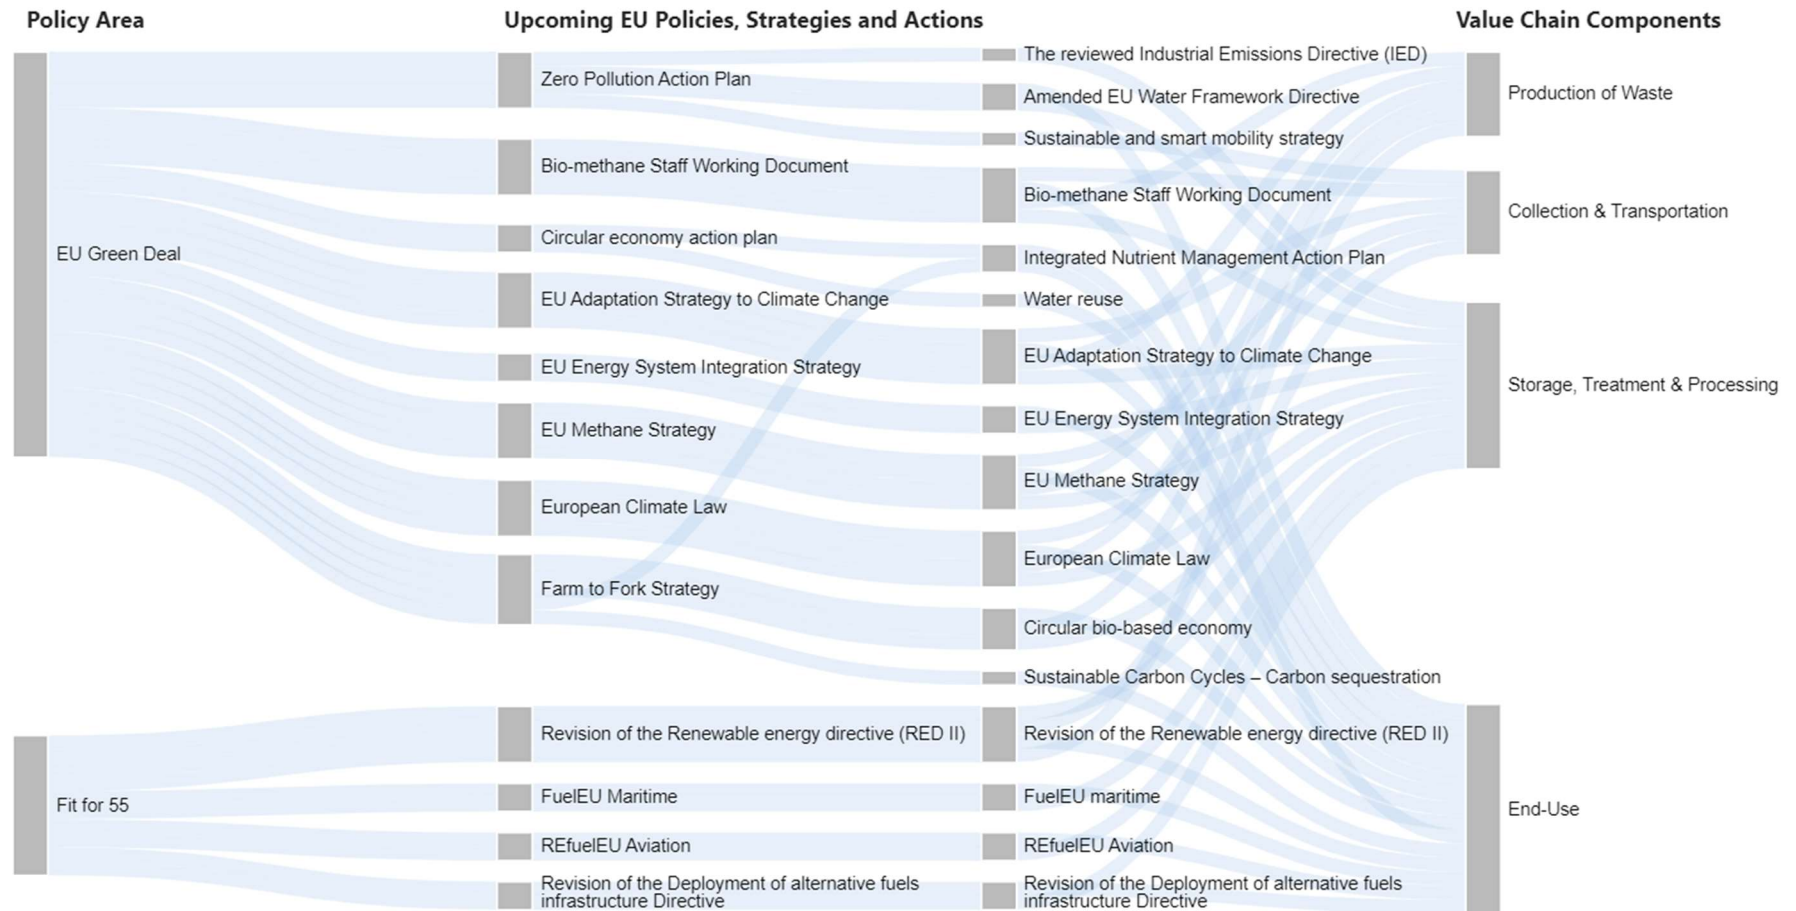 Policy Area
Upcoming EU Policies, Strategies and Actions
Value Chain Components
EU Green Deal
Fit for 55
Zero Pollution Action Plan
Bio-methane Staff Working Document
Circular economy action plan
EU Adaptation Strategy to Climate Change
EU Energy System Integration Strategy
EU Methane Strategy
European Climate Law
Farm to Fork Strategy
Revision of the Renewable energy directive (RED II)
FuelEU Maritime
REfuelEU Aviation
Revision of the Deployment of alternative fuels
infrastructure Directive
The reviewed Industrial Emissions Directive (IED)
Amended EU Water Framework Directive
Sustainable and smart mobility strategy
Bio-methane Staff Working Document
Integrated Nutrient Management Action Plan
Water reuse
EU Adaptation Strategy to Climate Change
EU Energy System Integration Strategy
EU Methane Strategy
European Climate Law
Circular bio-based economy
Sustainable Carbon Cycles – Carbon sequestration
Revision of the Renewable energy directive (RED II)
FuelEU maritime
REfuelEU Aviation
Revision of the Deployment of alternative fuels
infrastructure Directive
Production of Waste
Collection & Transportation
Storage, Treatment & Processing
End-Use